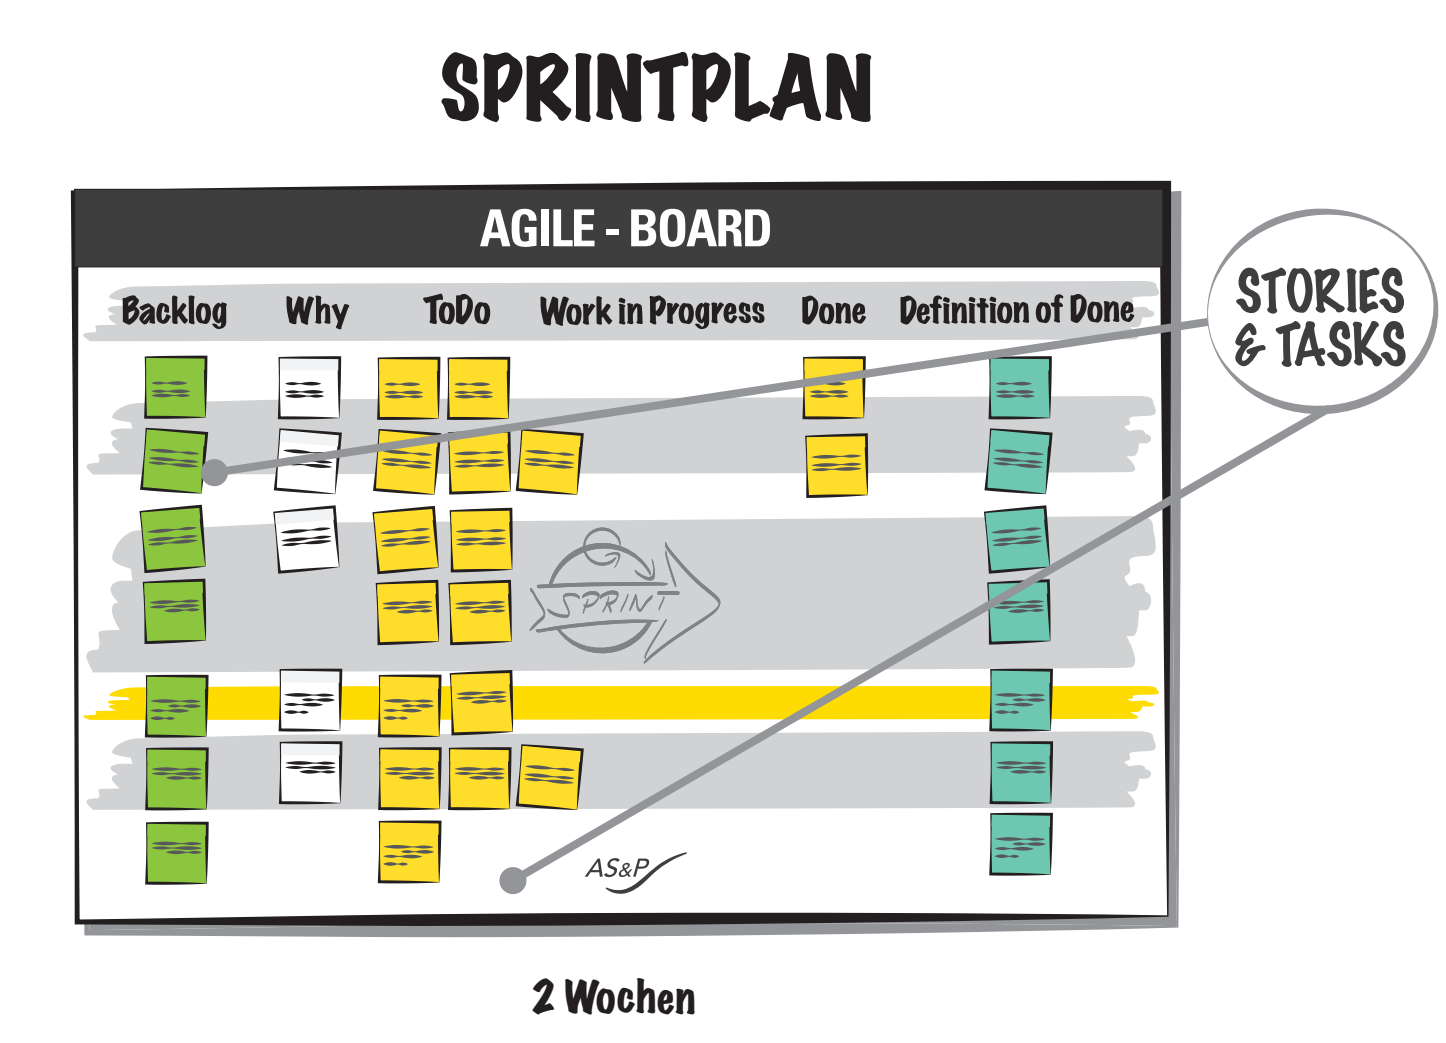 SPRINTPLAN
AGILE - BOARD
Backlog Why ToDo Work in Progress Done Definition of Done
STORIES
& TASKS
SPRINT
AS&P
2 Wochen